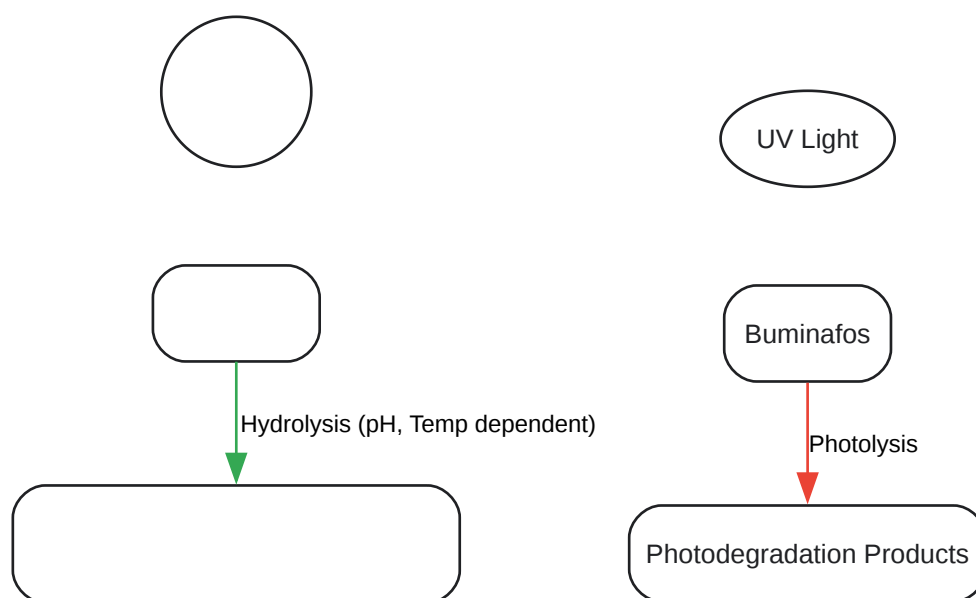 UV Light
Buminafos
Hydrolysis (pH, Temp dependent)
Photolysis
Photodegradation Products